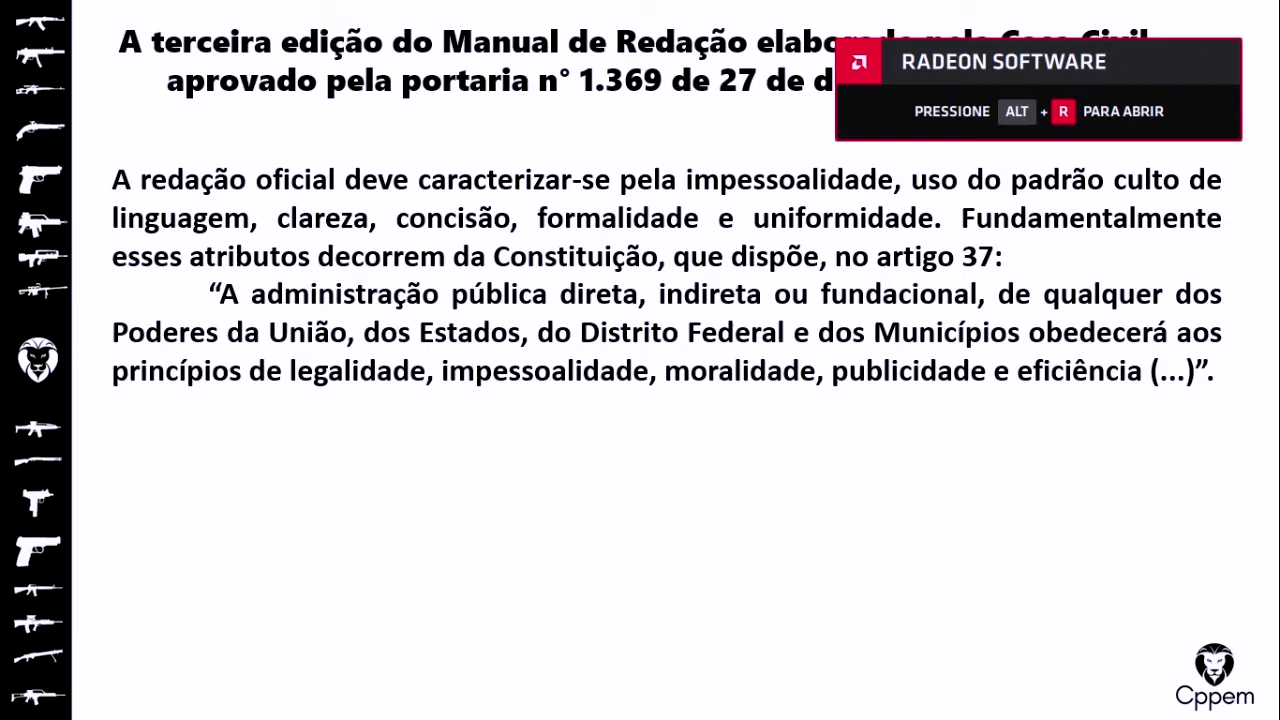 A terceira edição do Manual de Redação
aprovado pela portaria n° 1.369 de 27 de
RADEON SOFTWARE
PRESSIONE ALT + R PARA ABRIR
A redação oficial deve caracterizar-se pela impessoalidade, uso do padrão culto de
linguagem, clareza, concisão, formalidade e uniformidade. Fundamentalmente
esses atributos decorrem da Constituição, que dispõe, no artigo 37:
“A administração pública direta, indireta ou fundacional, de qualquer dos
Poderes da União, dos Estados, do Distrito Federal e dos Municípios obedecerá aos
princípios de legalidade, impessoalidade, moralidade, publicidade e eficiência (...)”.
Cppem